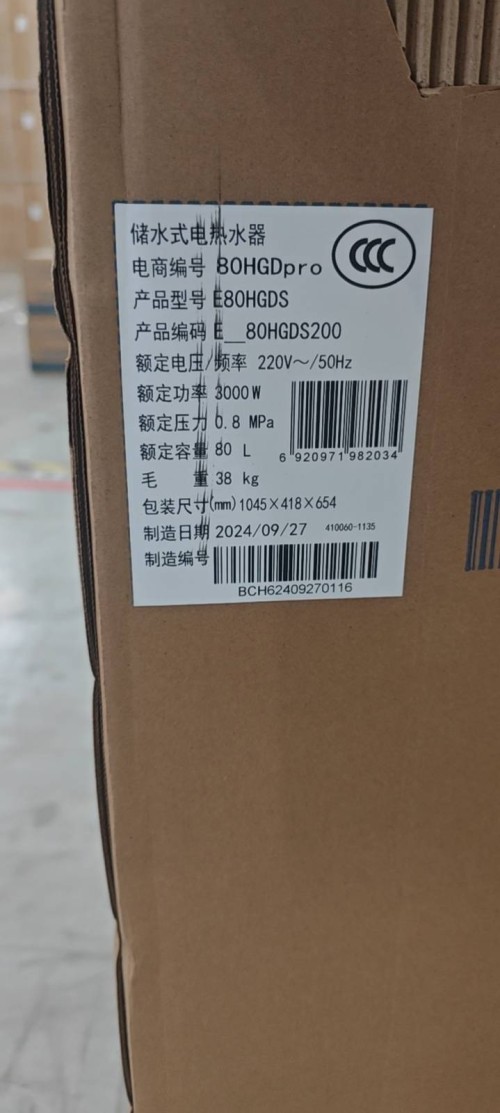 储水式电热水器
CCC
电商编号 80HGDpro
产品型号 E80HGDS
产品编码 E__80HGDS200
额定电压/频率 220V～/50Hz
额定功率 3000W
额定压力 0.8 MPa
额定容量 80 L
6 920971 982034
毛 重 38 kg
包装尺寸(mm) 1045×418×654
制造日期 2024/09/27 410060-1135
制造编号
BCH62409270116